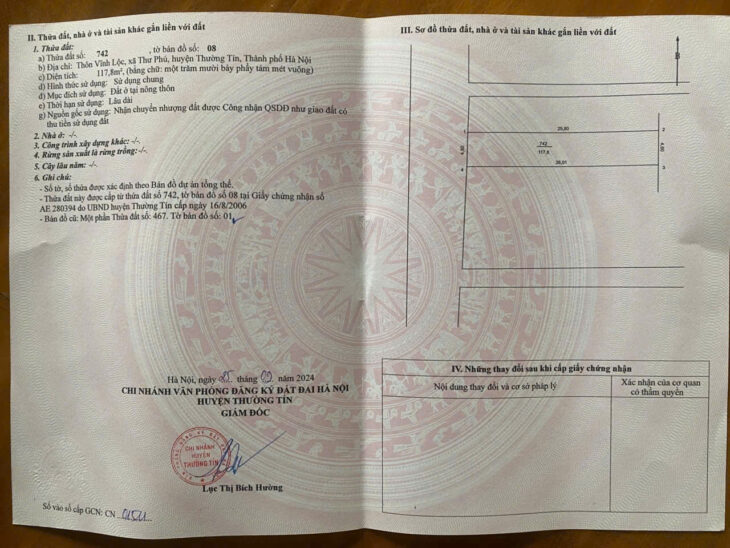 II. Thửa đất, nhà ở và tài sản khác gắn liền với đất
1. Thửa đất:
a) Thửa đất số: 742 , tờ bản đồ số: 08
b) Địa chỉ: Thôn Vĩnh Lộc, xã Thư Phú, huyện Thường Tín, Thành phố Hà Nội
c) Diện tích: 117,8m², (bằng chữ: một trăm mười bảy phẩy tám mét vuông)
d) Hình thức sử dụng: Sử dụng chung
đ) Mục đích sử dụng: Đất ở tại nông thôn
e) Thời hạn sử dụng: Lâu dài
g) Nguồn gốc sử dụng: Nhận chuyển nhượng đất được Công nhận QSDĐ như giao đất có
thu tiền sử dụng đất
2. Nhà ở: -/-.
3. Công trình xây dựng khác: -/-.
4. Rừng sản xuất là rừng trồng: -/-.
5. Cây lâu năm: -/-.
6. Ghi chú:
- Số tờ, số thửa được xác định theo Bản đồ dự án tổng thể.
- Thửa đất này được cấp từ thửa đất số 742, tờ bản đồ số 08 tại Giấy chứng nhận số
AE 280394 do UBND huyện Thường Tín cấp ngày 16/8/2006
- Bản đồ cũ: Một phần Thửa đất số: 467. Tờ bản đồ số: 01
Hà Nội, ngày 25 tháng 09 năm 2024
CHI NHÁNH VĂN PHÒNG ĐĂNG KÝ ĐẤT ĐAI HÀ NỘI
HUYỆN THƯỜNG TÍN
GIÁM ĐỐC
CHI NHÁNH
HUYỆN
THƯỜNG TÍN
Lục Thị Bích Hường
Số vào sổ cấp GCN: CN
III. Sơ đồ thửa đất, nhà ở và tài sản khác gắn liền với đất
B
1
2
742
117,8
4
3
IV. Những thay đổi sau khi cấp giấy chứng nhận
Nội dung thay đổi và cơ sở pháp lý
Xác nhận của cơ quan
có thẩm quyền